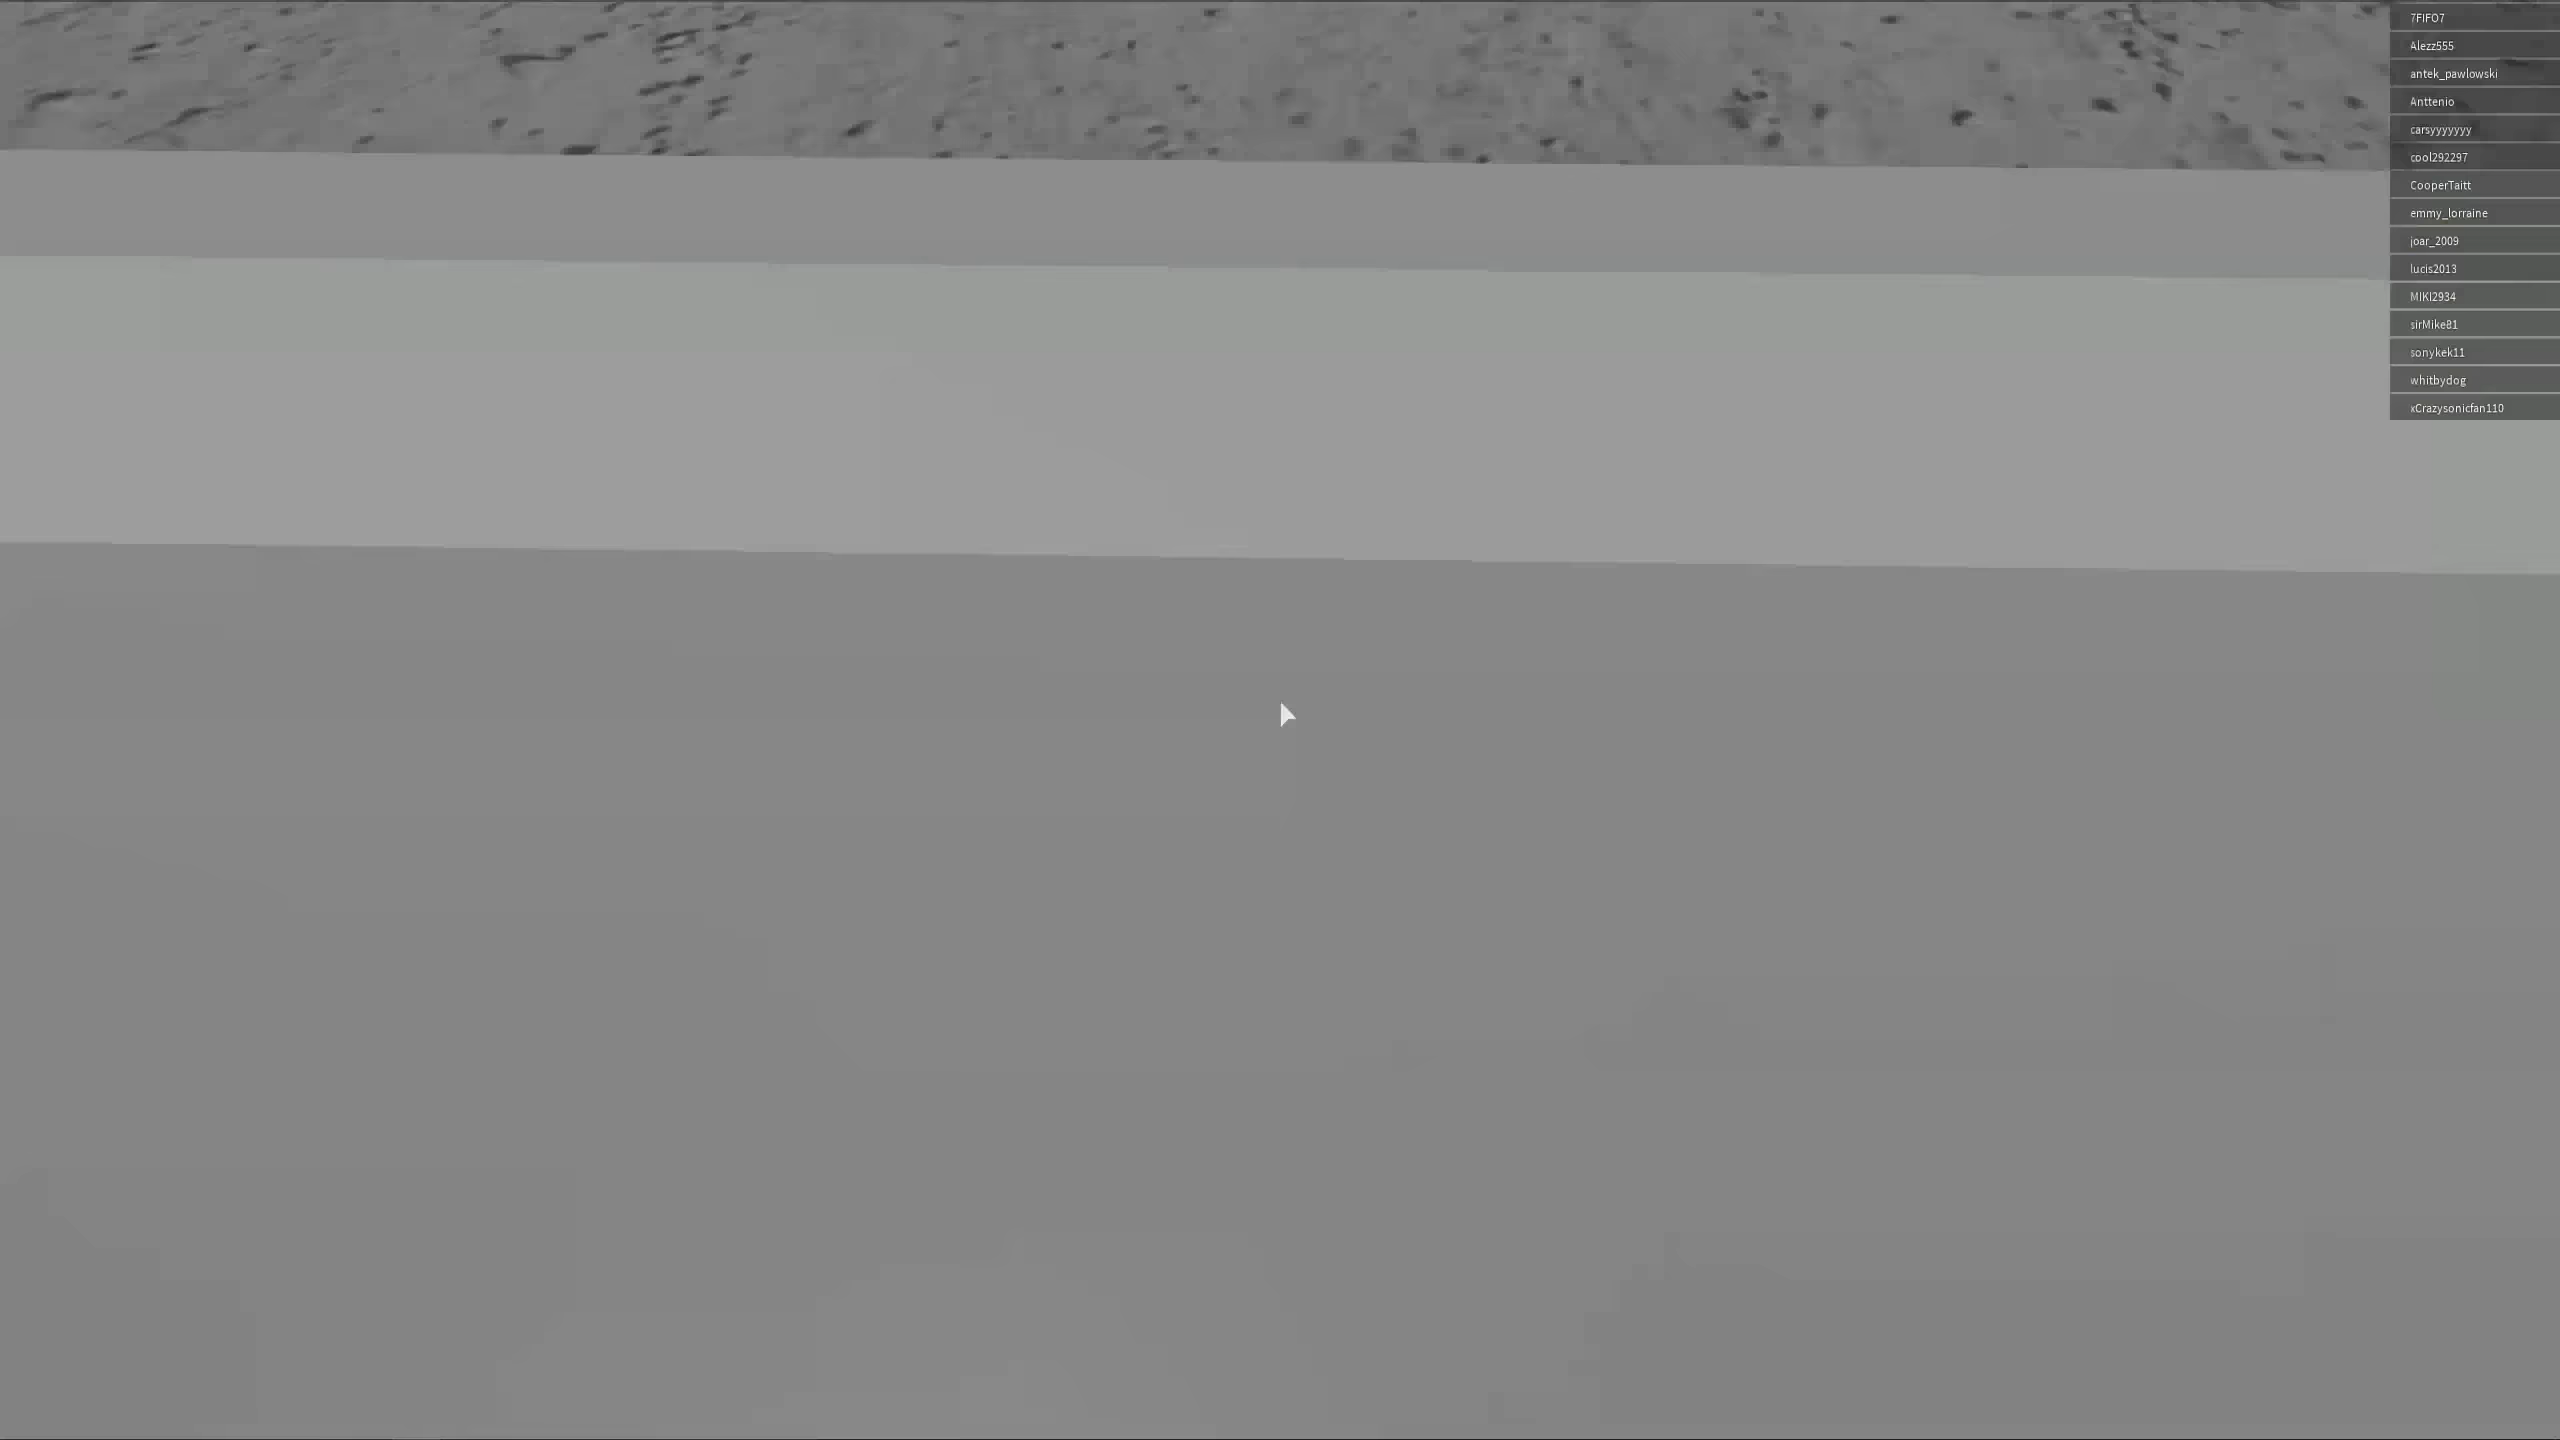 7FIFO7
Alezz555
antek_pawlowski
Anttenio
carsyyyyyyy
cool292297
CooperTaitt
emmy_lorraine
joar_2009
lucis2013
MIKI2934
sirMike81
sonykek11
whitbydog
xCrazysonicfan110